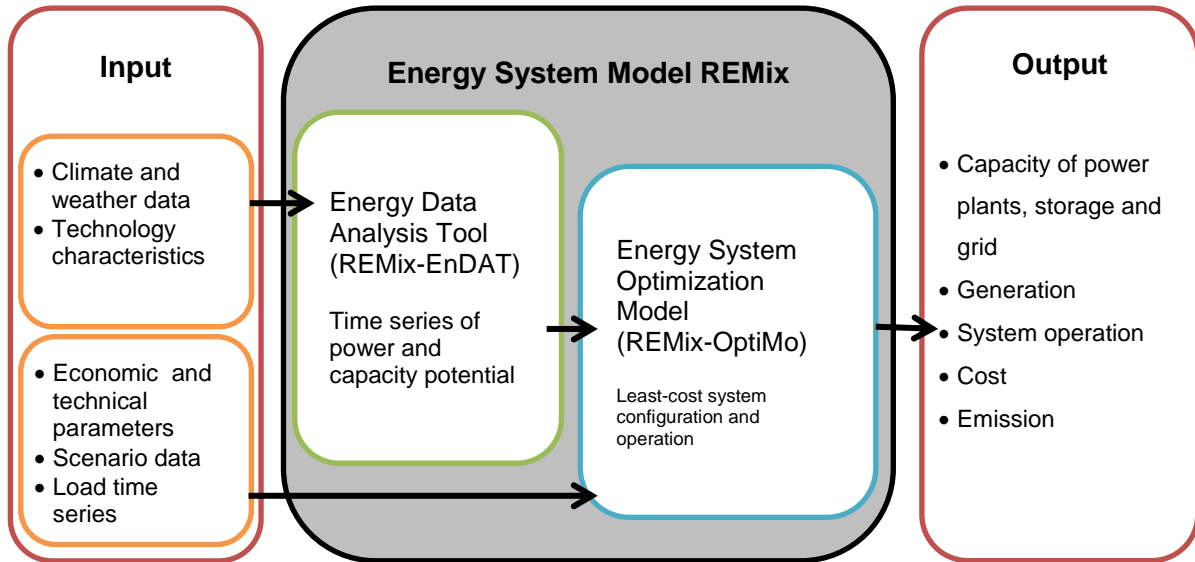 Input
• Climate and
weather data
• Technology
characteristics
• Economic and
technical
parameters
• Scenario data
• Load time
series
Energy System Model REMix
Energy Data
Analysis Tool
(REMix-EnDAT)
Time series of
power and
capacity potential
Energy System
Optimization
Model
(REMix-OptiMo)
Least-cost system
configuration and
operation
Output
• Capacity of power
plants, storage and
grid
• Generation
• System operation
• Cost
• Emission